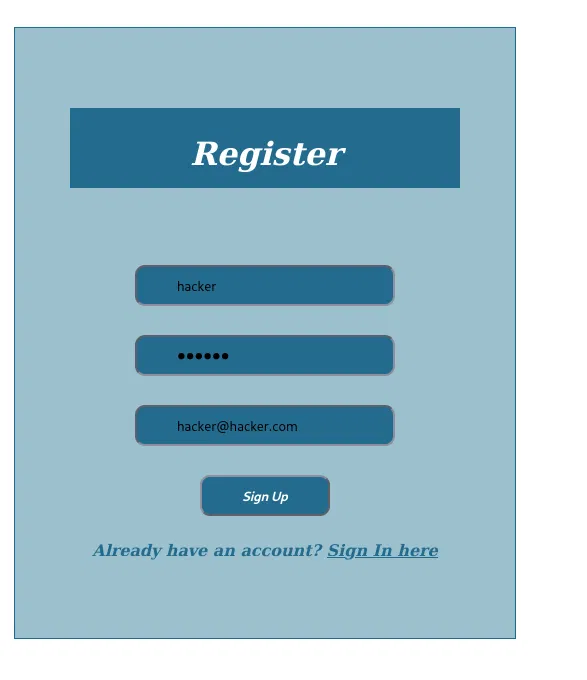 Register
hacker
●●●●●●
hacker@hacker.com
Sign Up
Already have an account? Sign In here